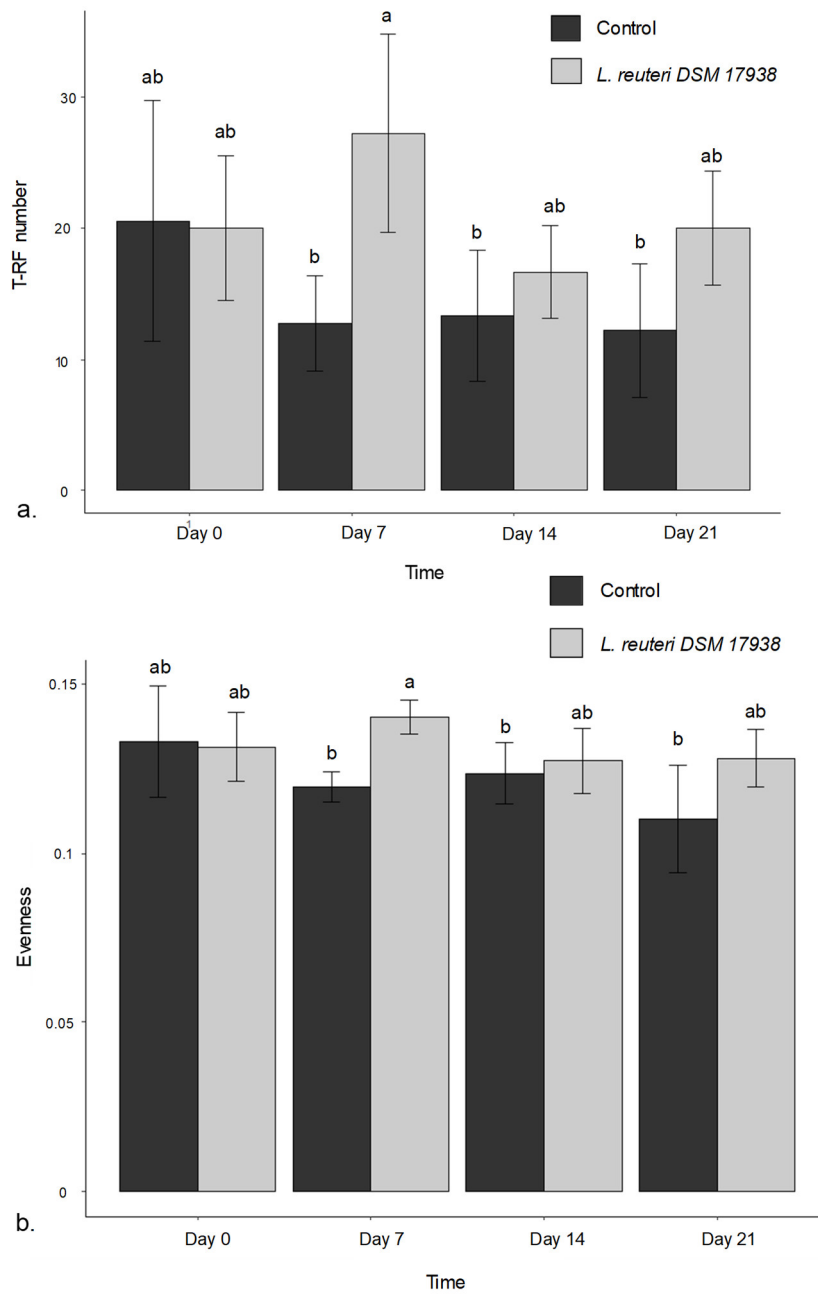 a
Control
ab
L. reuteri DSM 17938
ab
30
ab
T-RF number
20
b
b
ab
b
10
0
a.
1
Day 0
Day 7
Day 14
Day 21
Time
Control
L. reuteri DSM 17938
ab
ab
a
0.15
b
b
ab
b
ab
0.1
Evenness
0.05
0
b.
Day 0
Day 7
Day 14
Day 21
Time